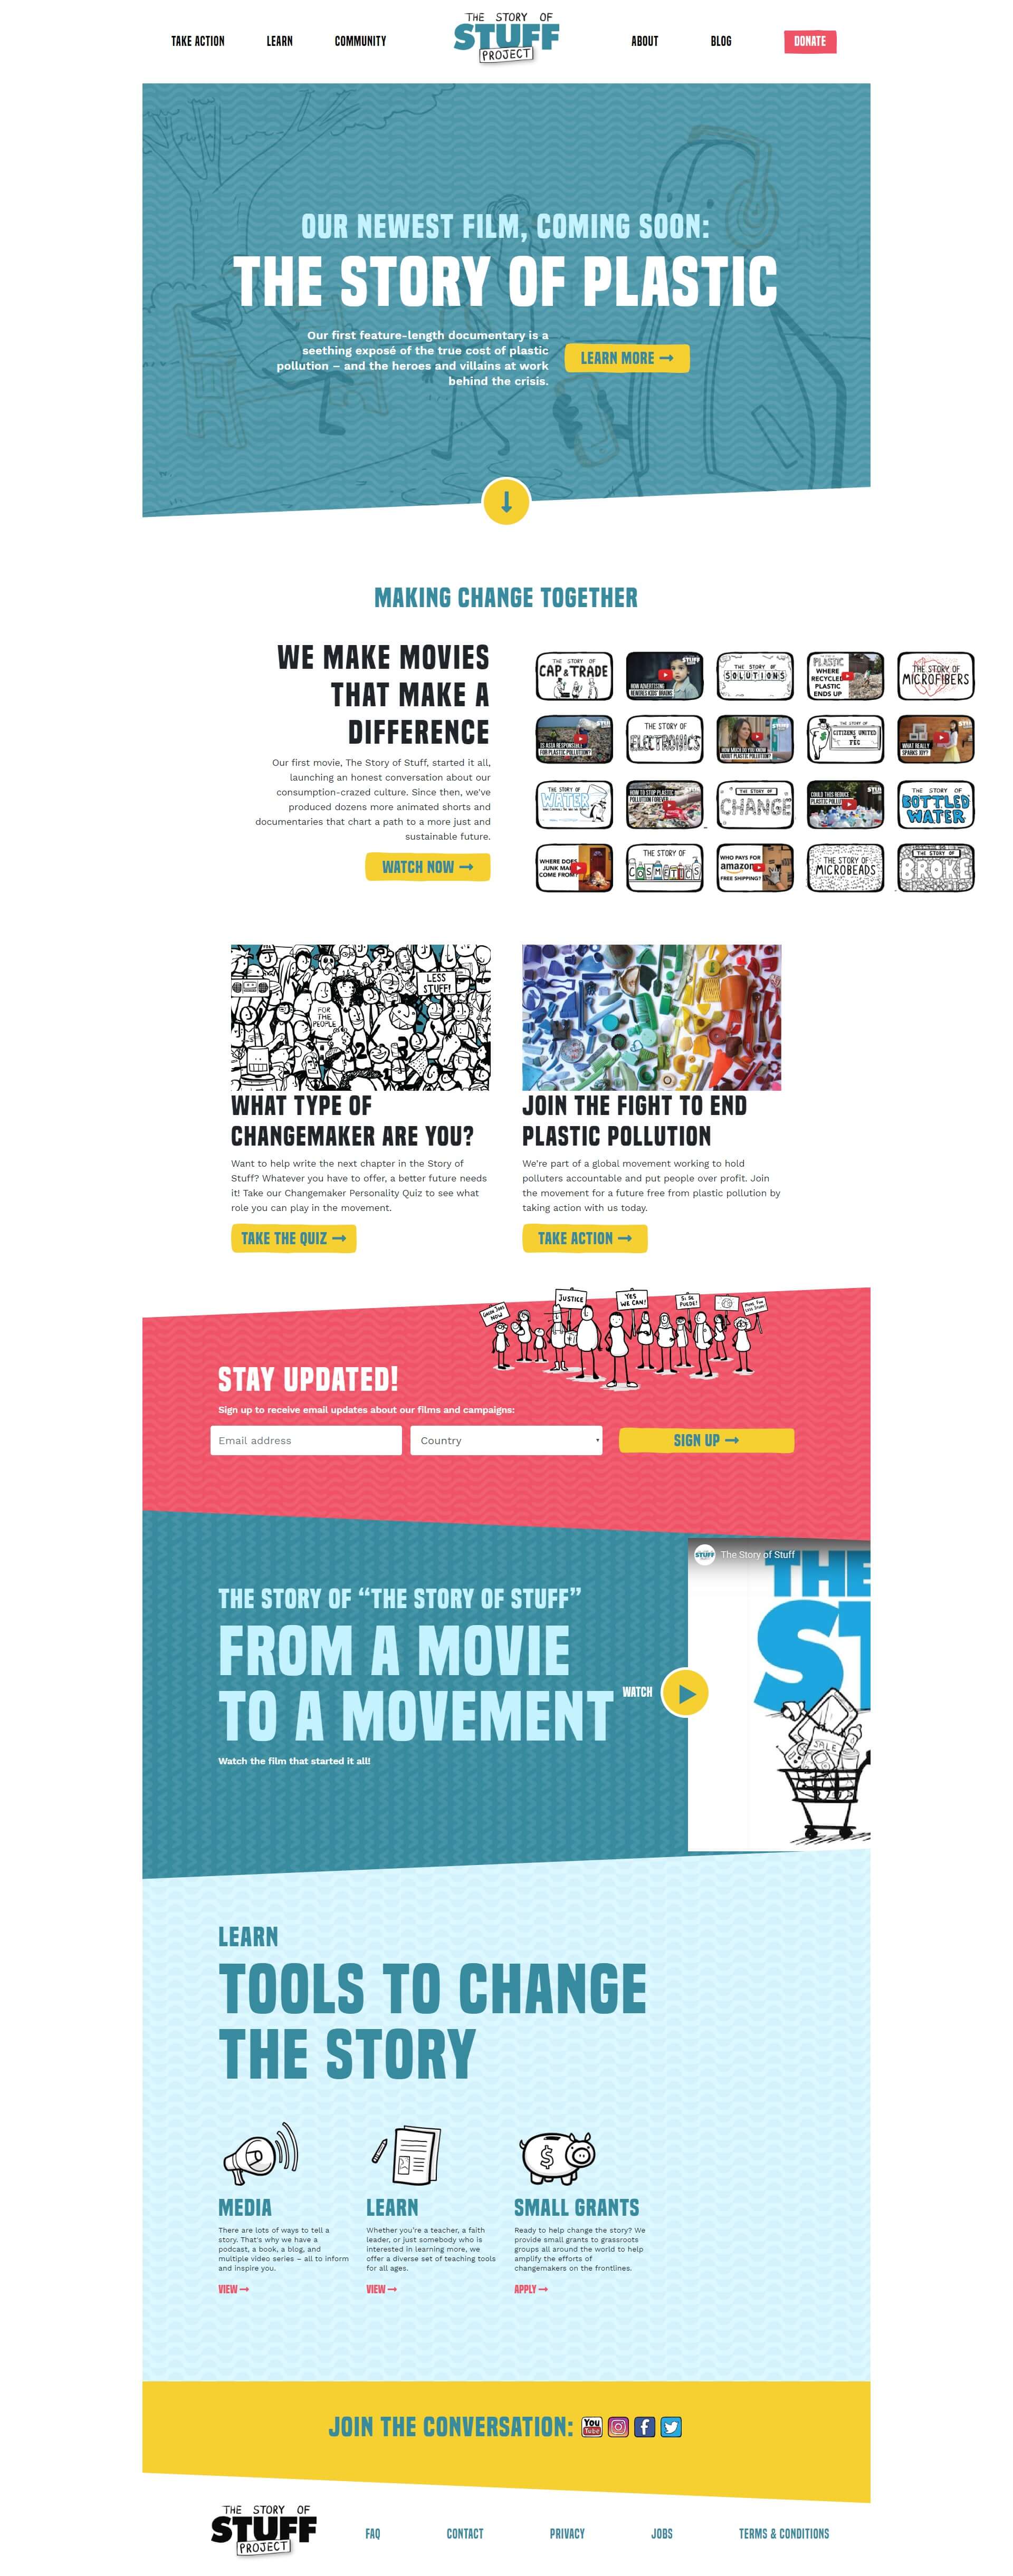 TAKE ACTION
LEARN
COMMUNITY
THE STORY OF
STUFF
PROJECT
ABOUT
BLOG
DONATE
OUR NEWEST FILM, COMING SOON:
THE STORY OF PLASTIC
Our first feature-length documentary is a
seething exposé of the true cost of plastic
pollution – and the heroes and villains at work
behind the crisis.
LEARN MORE
MAKING CHANGE TOGETHER
WE MAKE MOVIES
THAT MAKE A
DIFFERENCE
Our first movie, The Story of Stuff, started it all,
launching an honest conversation about our
consumption-crazed culture. Since then, we've
produced dozens more animated shorts and
documentaries that chart a path to a more just and
sustainable future.
WATCH NOW
THE STORY OF
CAP & TRADE
STUFF
HOW ADVERTISING
REWIRES KIDS' BRAINS
THE STORY OF
SOLUTIONS
PLASTIC
WHERE
RECYCLED
PLASTIC
ENDS UP
THE STORY OF
MICROFIBERS
IS ASIA RESPONSIBLE
FOR PLASTIC POLLUTION?
THE STORY OF
ELECTRONICS
HOW MUCH DO YOU KNOW
ABOUT PLASTIC POLLUTION?
THE STORY OF
CITIZENS UNITED
V
FEC
WHAT REALLY
SPARKS JOY?
THE STORY OF
WATER
HOW TO STOP PLASTIC
POLLUTION FOREVER
THE STORY OF
CHANGE
COULD THIS REDUCE
PLASTIC POLLUTION
THE STORY OF
BOTTLED
WATER
WHERE DOES
JUNK MAIL
COME FROM?
THE STORY OF
COSMETICS
WHO PAYS FOR
amazon
FREE SHIPPING?
THE STORY OF
MICROBEADS
THE STORY OF
BROKE
LESS
STUFF!
FOR
THE
PEOPLE
WHAT TYPE OF
CHANGEMAKER ARE YOU?
Want to help write the next chapter in the Story of
Stuff? Whatever you have to offer, a better future needs
it! Take our Changemaker Personality Quiz to see what
role you can play in the movement.
TAKE THE QUIZ
JOIN THE FIGHT TO END
PLASTIC POLLUTION
We're part of a global movement working to hold
polluters accountable and put people over profit. Join
the movement for a future free from plastic pollution by
taking action with us today.
TAKE ACTION
GREEN JOBS
NOW
JUSTICE
YES
WE CAN!
SI SE
PUEDE!
MORE FUN
LESS STUFF!
STAY UPDATED!
Sign up to receive email updates about our films and campaigns:
Email address
Country
SIGN UP
THE STORY OF “THE STORY OF STUFF”
FROM A MOVIE
TO A MOVEMENT
Watch the film that started it all!
WATCH
STUFF
The Story of Stuff
THE
ST
SALE
LEARN
TOOLS TO CHANGE
THE STORY
MEDIA
There are lots of ways to tell a
story. That's why we have a
podcast, a book, a blog, and
multiple video series – all to inform
and inspire you.
VIEW
LEARN
Whether you're a teacher, a faith
leader, or just somebody who is
interested in learning more, we
offer a diverse set of teaching tools
for all ages.
VIEW
$
SMALL GRANTS
Ready to help change the story? We
provide small grants to grassroots
groups all around the world to help
amplify the efforts of
changemakers on the frontlines.
APPLY
JOIN THE CONVERSATION:
You
Tube
THE STORY OF
STUFF
PROJECT
FAQ
CONTACT
PRIVACY
JOBS
TERMS & CONDITIONS